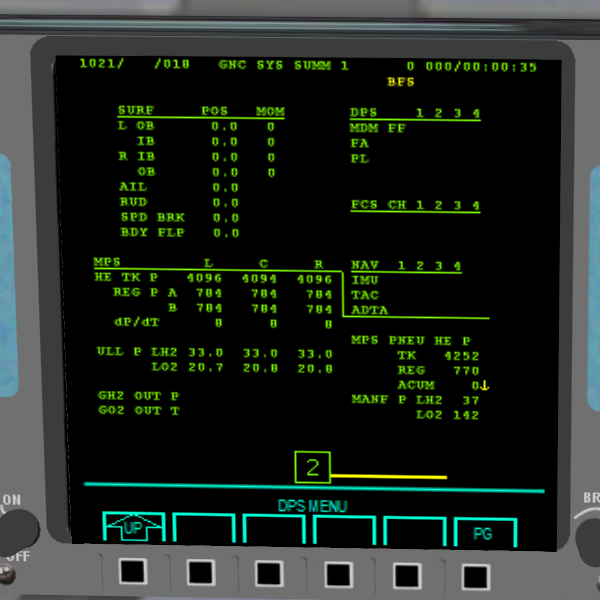 1021/ /018 GNC SYS SUMM 1 0 000/00:00:35
BFS
SURF POS MOM DPS 1 2 3 4
L OB 0.0 0 MDM FF
IB 0.0 0 FA
R IB 0.0 0 PL
OB 0.0 0
AIL 0.0
RUD 0.0 FCS CH 1 2 3 4
SPD BRK 0.0
BDY FLP 0.0
MPS L C R NAV 1 2 3 4
HE TK P 4096 4094 4096 IMU
REG P A 784 784 784 TAC
B 784 784 784 ADTA
dP/dT 8 8 8
MPS PNEU HE P
ULL P LH2 33.0 33.0 33.0 TK 4252
LO2 20.7 20.8 20.8 REG 770
ACUM 0↓
GH2 OUT P MANF P LH2 37
GO2 OUT T LO2 142
2
DPS MENU
UP PG
ON BR
OFF